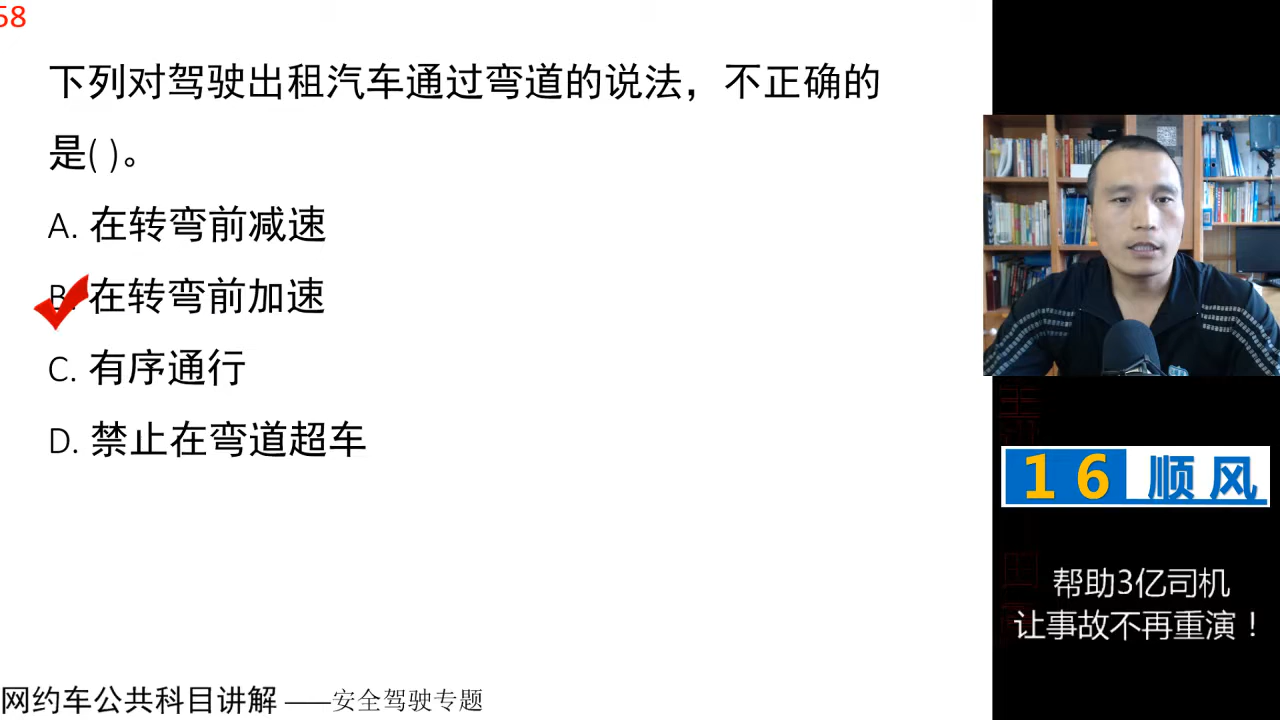 58
下列对驾驶出租汽车通过弯道的说法，不正确的
是( )。
A. 在转弯前减速
B. 在转弯前加速
C. 有序通行
D. 禁止在弯道超车
16顺风
帮助3亿司机
让事故不再重演！
网约车公共科目讲解 ——安全驾驶专题